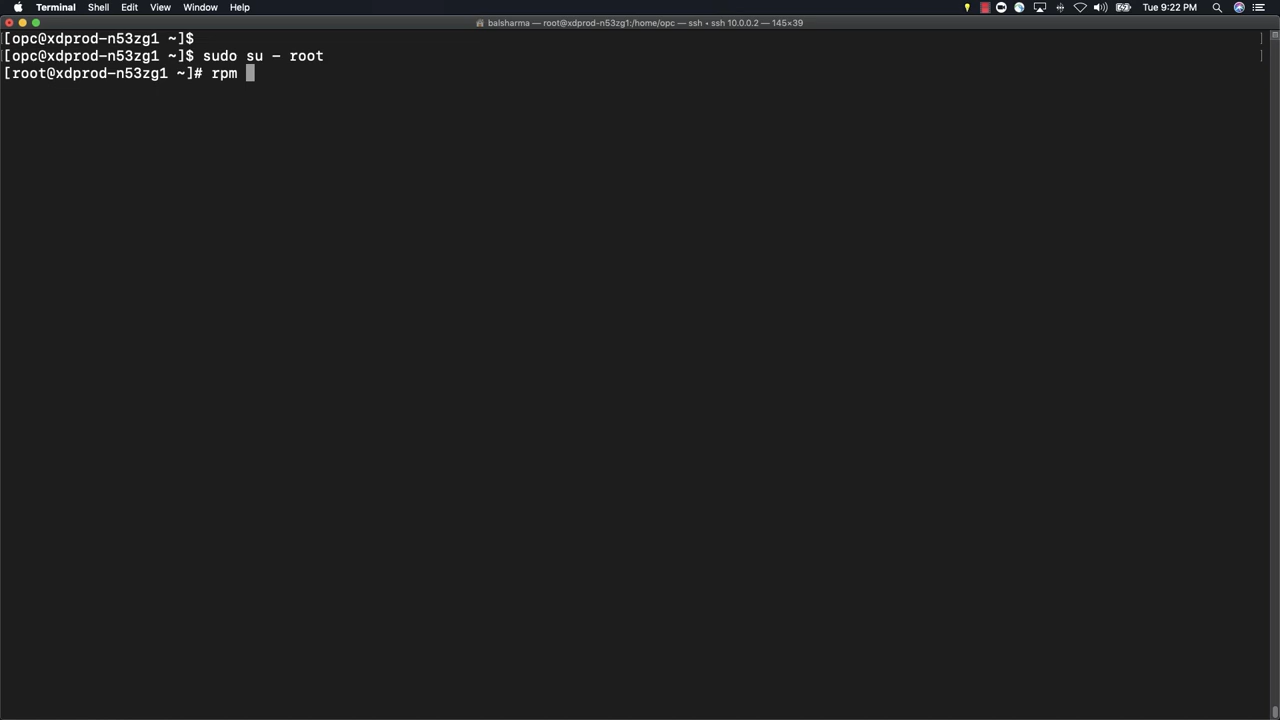 Terminal Shell Edit View Window Help Tue 9:22 PM
balsharma — root@xdprod-n53zg1:/home/opc — ssh • ssh 10.0.0.2 — 145×39
[opc@xdprod-n53zg1 ~]$
[opc@xdprod-n53zg1 ~]$ sudo su - root
[root@xdprod-n53zg1 ~]# rpm